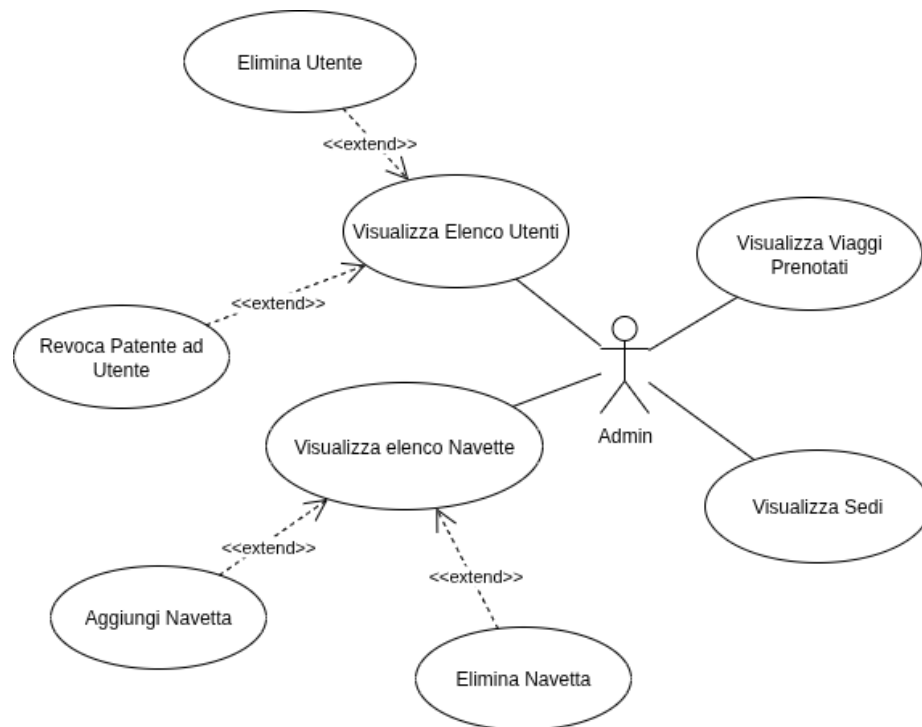 Elimina Utente
<<extend>>
Visualizza Elenco Utenti
Visualizza Viaggi
Prenotati
<<extend>>
Revoca Patente ad
Utente
Admin
Visualizza elenco Navette
Visualizza Sedi
<<extend>>
<<extend>>
Aggiungi Navetta
Elimina Navetta